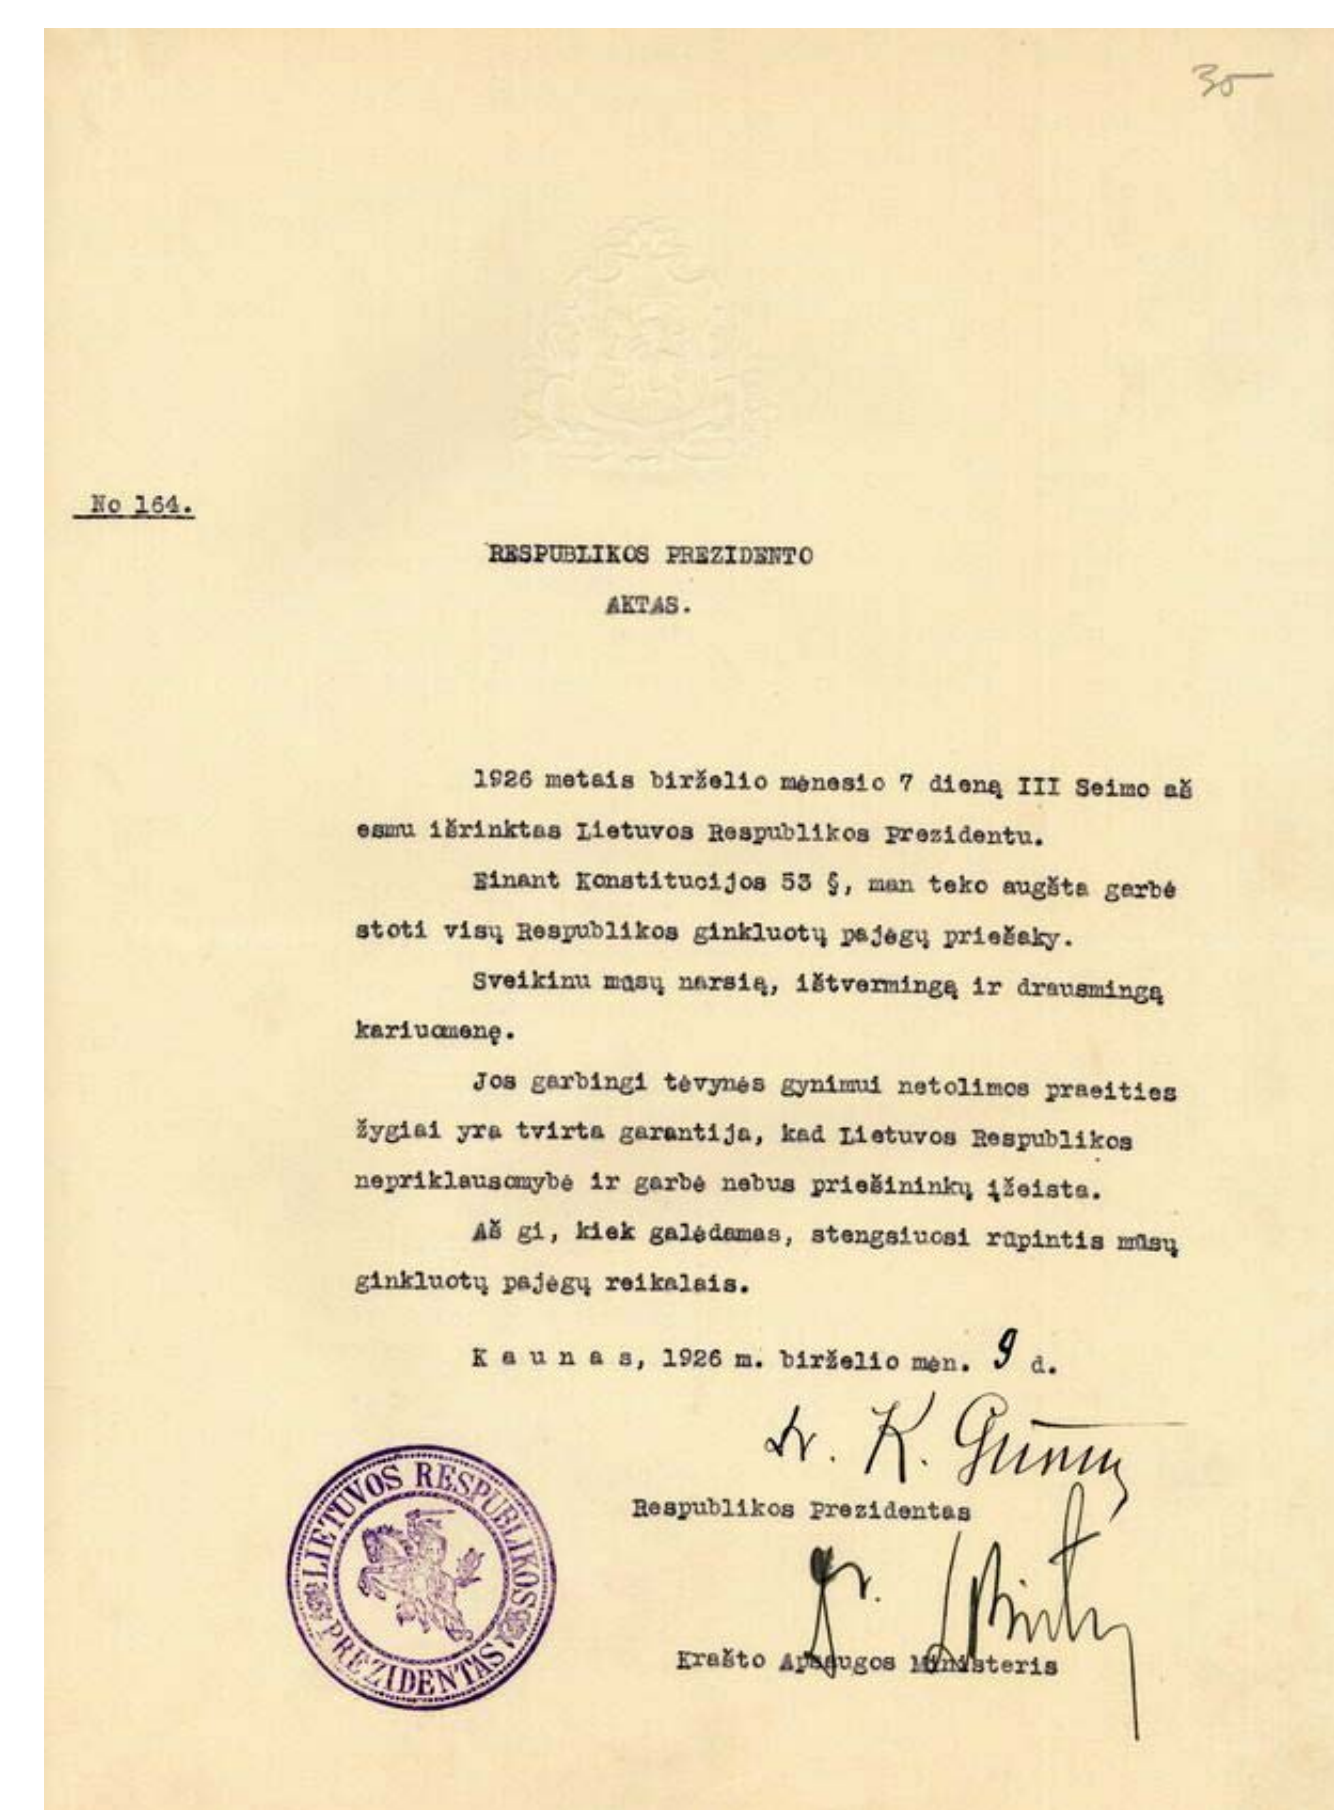 30
No 164.
RESPUBLIKOS PREZIDENTO
AKTAS.
1926 metais birželio mėnesio 7 dieną III Seimo aš
esmu išrinktas Lietuvos Respublikos Prezidentu.
Einant Konstitucijos 53 §, man teko augšta garbė
stoti visų Respublikos ginkluotų pajėgų priešaky.
Sveikinu mūsų narsią, ištvermingą ir drausmingą
kariuomenę.
Jos garbingi tėvynės gynimui netolimos praeities
žygiai yra tvirta garantija, kad Lietuvos Respublikos
nepriklausomybė ir garbė nebus priešininkų įžeista.
Aš gi, kiek galėdamas, stengsiuosi rūpintis mūsų
ginkluotų pajėgų reikalais.
Kaunas, 1926 m. birželio mėn. 9 d.
Dr. K. Grinius
Respublikos Prezidentas
Krašto Apsaugos Ministeris
LIETUVOS RESPUBLIKOS
PREZIDENTAS